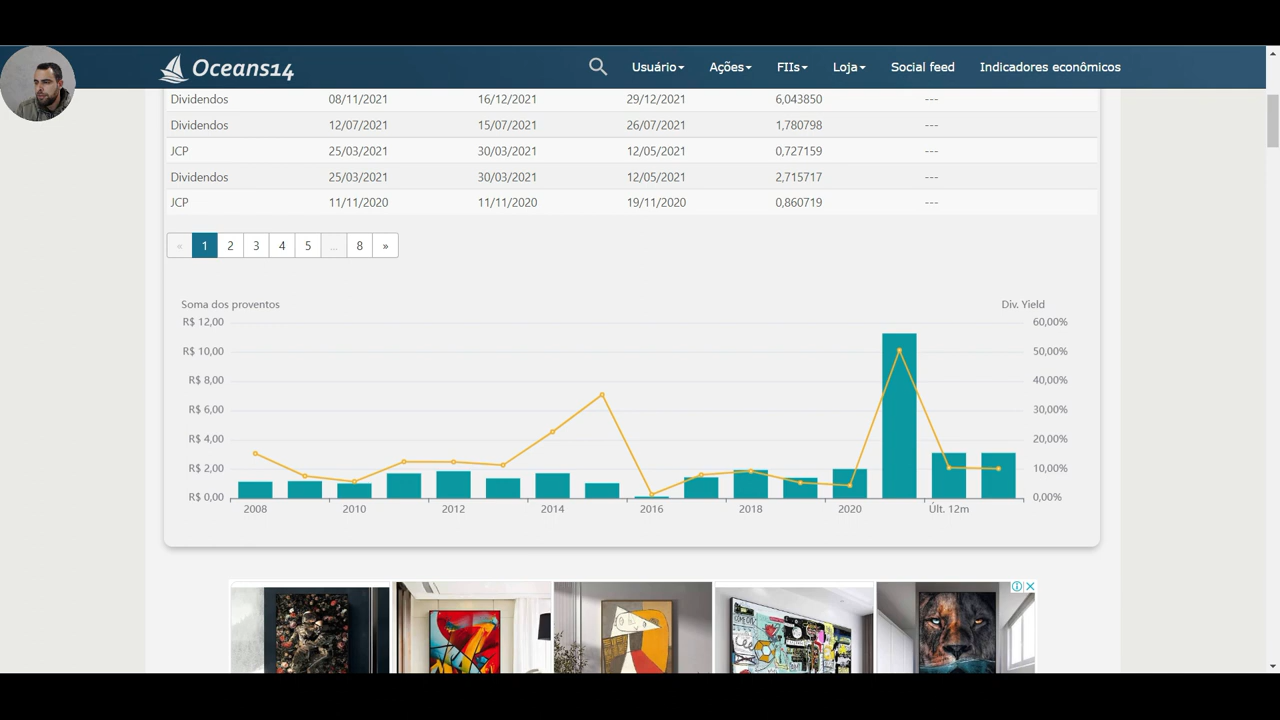 Oceans14
Usuário
Ações
FIIs
Loja
Social feed
Indicadores econômicos
Dividendos 08/11/2021 16/12/2021 29/12/2021 6,043850 ---
Dividendos 12/07/2021 15/07/2021 26/07/2021 1,780798 ---
JCP 25/03/2021 30/03/2021 12/05/2021 0,727159 ---
Dividendos 25/03/2021 30/03/2021 12/05/2021 2,715717 ---
JCP 11/11/2020 11/11/2020 19/11/2020 0,860719 ---
« 1 2 3 4 5 ... 8 »
Soma dos proventos Div. Yield
R$ 12,00 60,00%
R$ 10,00 50,00%
R$ 8,00 40,00%
R$ 6,00 30,00%
R$ 4,00 20,00%
R$ 2,00 10,00%
R$ 0,00 0,00%
2008 2010 2012 2014 2016 2018 2020 Últ. 12m